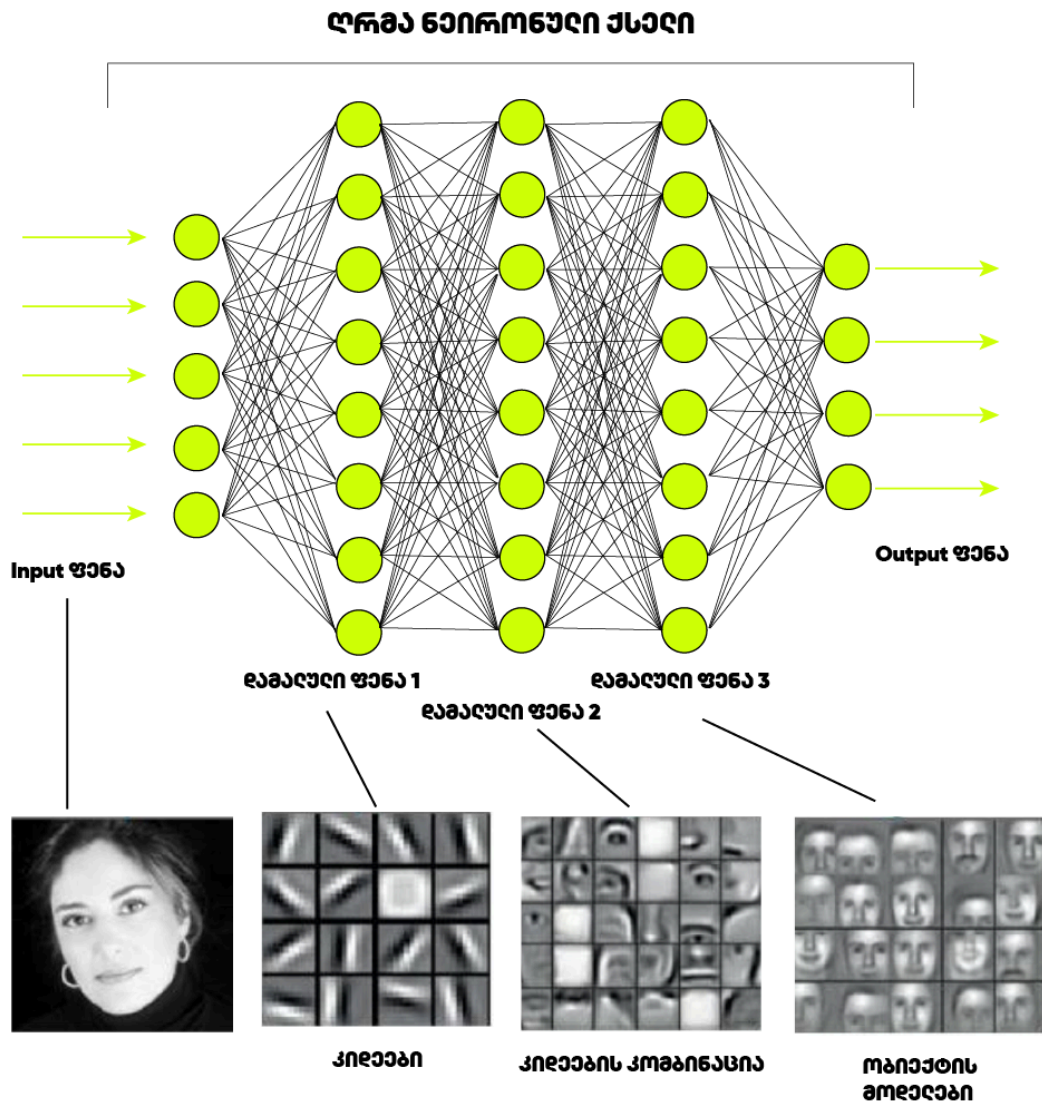 ღრმა ნეირონული ქსელი
Input ფენა
Output ფენა
დამალული ფენა 1
დამალული ფენა 3
დამალული ფენა 2
კიდეები
კიდეების კომბინაცია
ობიექტის
მოდელები